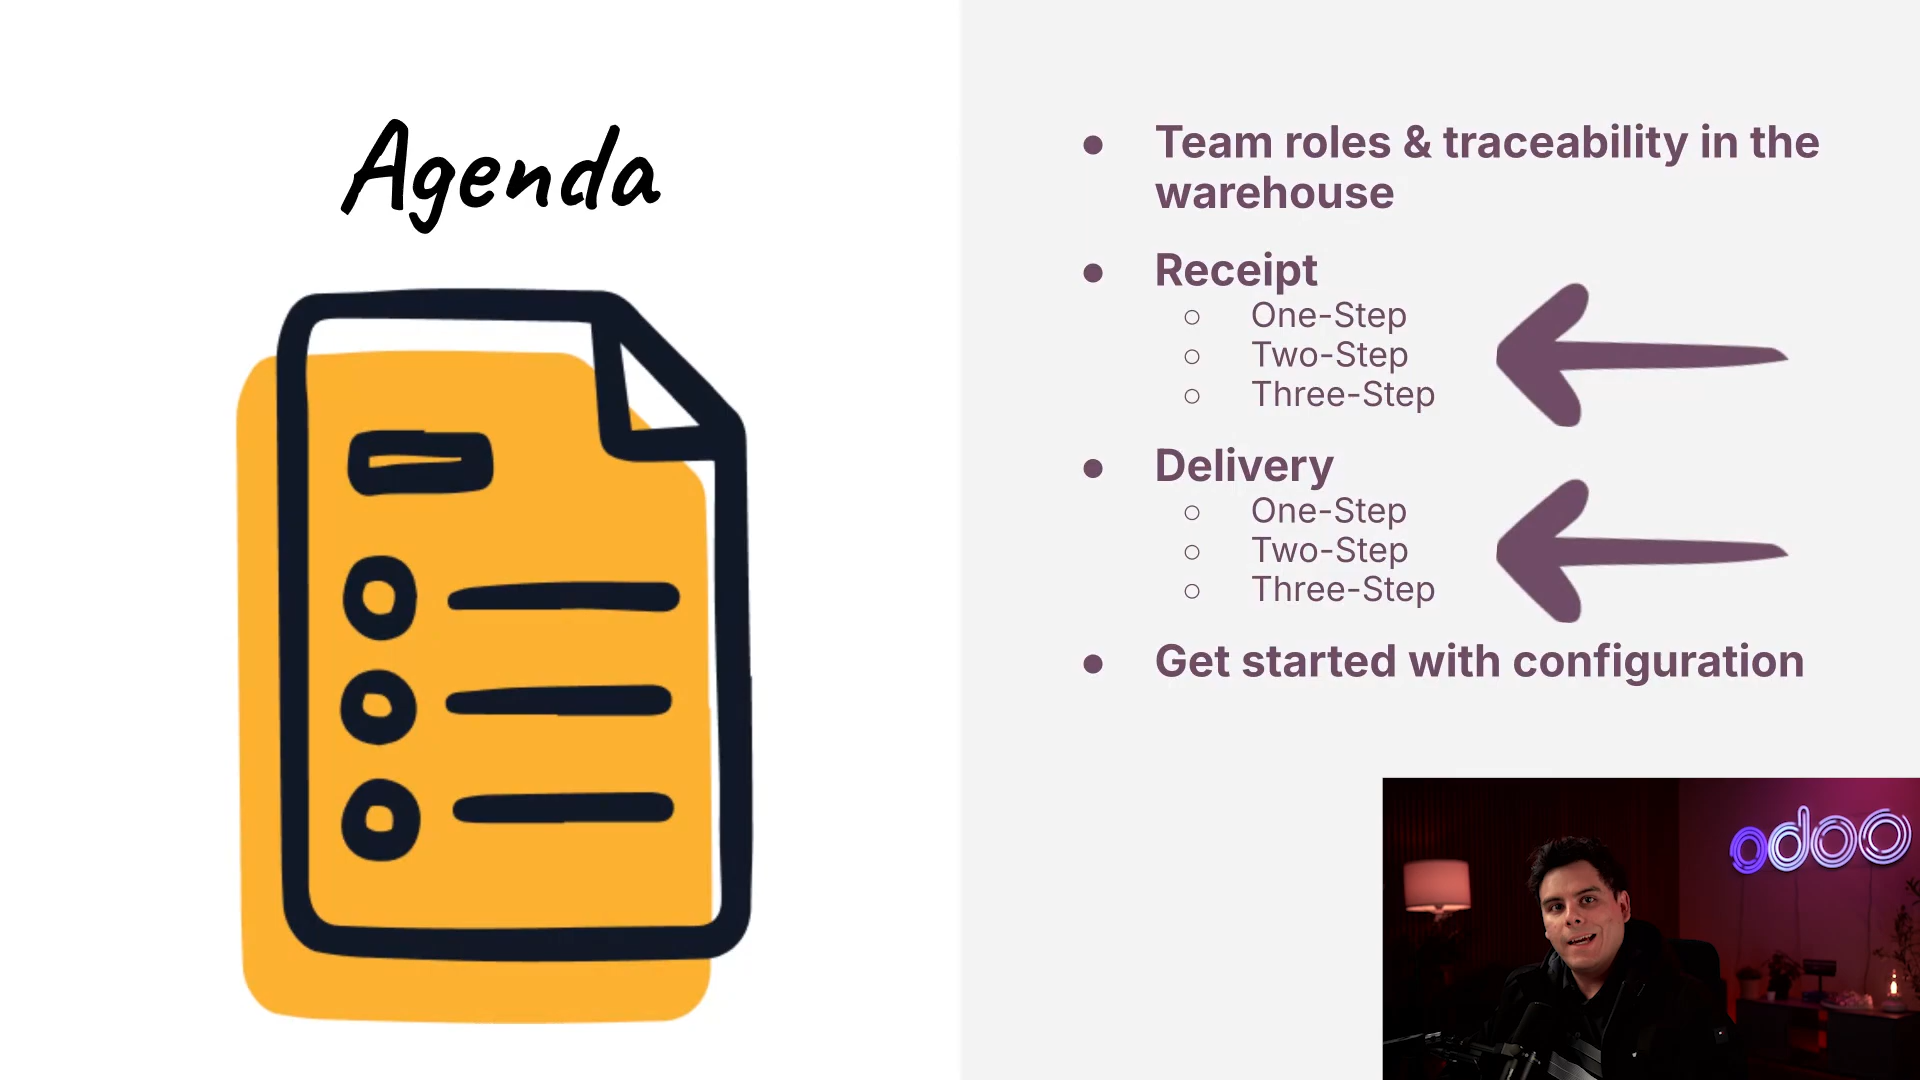 Agenda
● Team roles & traceability in the
warehouse
● Receipt
○ One-Step
○ Two-Step
○ Three-Step
● Delivery
○ One-Step
○ Two-Step
○ Three-Step
● Get started with configuration
odoo